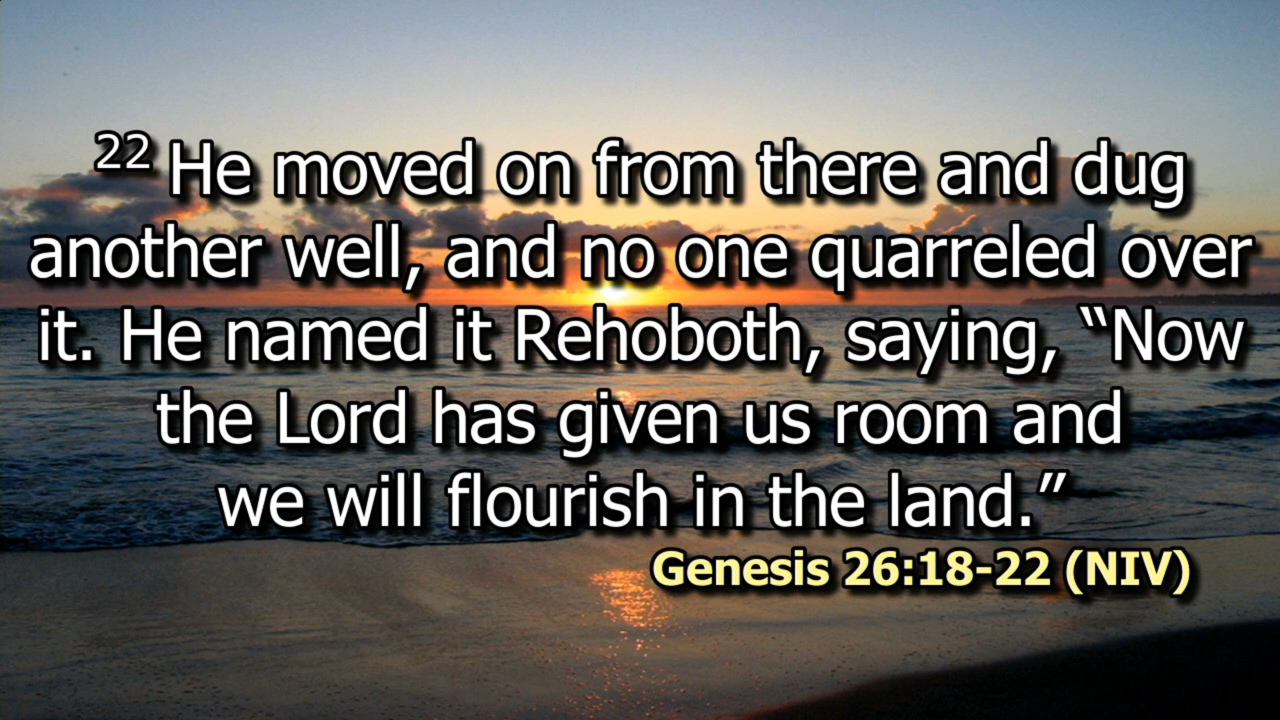 22 He moved on from there and dug
another well, and no one quarreled over
it. He named it Rehoboth, saying, “Now
the Lord has given us room and
we will flourish in the land.”
Genesis 26:18-22 (NIV)